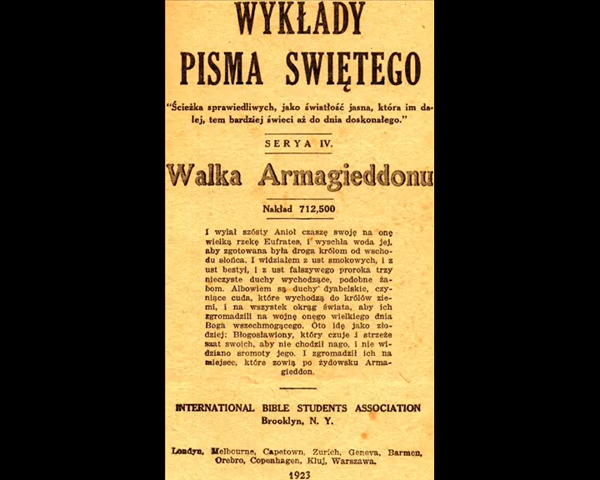 WYKŁADY
PISMA SWIĘTEGO
"Ścieżka sprawiedliwych, jako światłość jasna, która im da-
lej, tem bardziej świeci aż do dnia doskonałego."
SERYA IV.
Walka Armagieddonu
Nakład 712,500
I wylał szósty Anioł czaszę swoję na onę
wielką rzekę Eufrates, i wyschła woda jej,
aby zgotowana była droga królom od wscho-
du słońca. I widziałem z ust smokowych, i z
ust bestyi, i z ust fałszywego proroka trzy
nieczyste duchy wychodzące, podobne ża-
bom. Albowiem są duchy dyabelskie, czy-
niące cuda, które wychodzą do królów zie-
mi, i na wszystek okrąg świata, aby ich
zgromadzili na wojnę onego wielkiego dnia
Boga wszechmogącego. Oto idę jako zło-
dziej; Błogosławiony, który czuje i strzeże
szat swoich, aby nie chodził nago, i nie wi-
dziano sromoty jego. I zgromadził ich na
miejsce, które zowią po żydowsku Arma-
gieddon.
INTERNATIONAL BIBLE STUDENTS ASSOCIATION
Brooklyn, N. Y.
Londyn, Melbourne, Capetown, Zurich, Geneva, Barmen,
Orebro, Copenhagen, Kluj, Warszawa,
1923